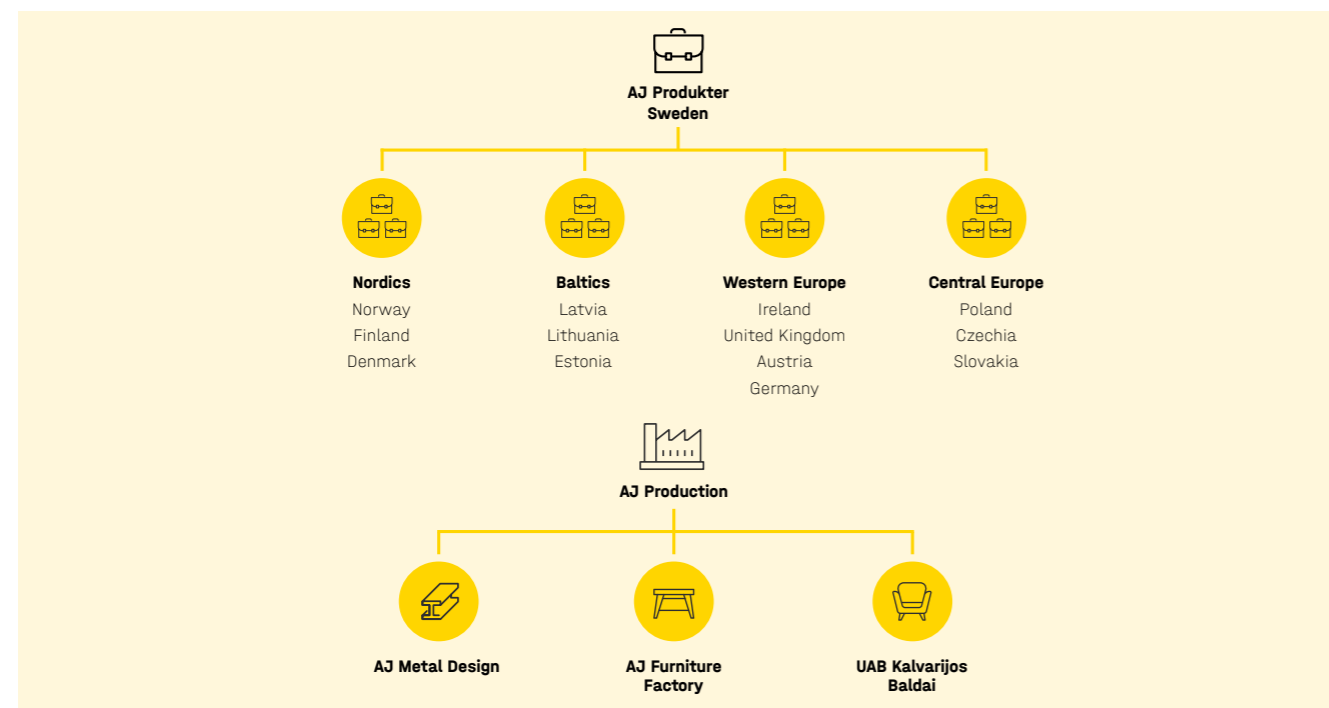 AJ Produkter
Sweden
Nordics
Norway
Finland
Denmark
Baltics
Latvia
Lithuania
Estonia
Western Europe
Ireland
United Kingdom
Austria
Germany
Central Europe
Poland
Czechia
Slovakia
AJ Production
AJ Metal Design
AJ Furniture
Factory
UAB Kalvarijos
Baldai